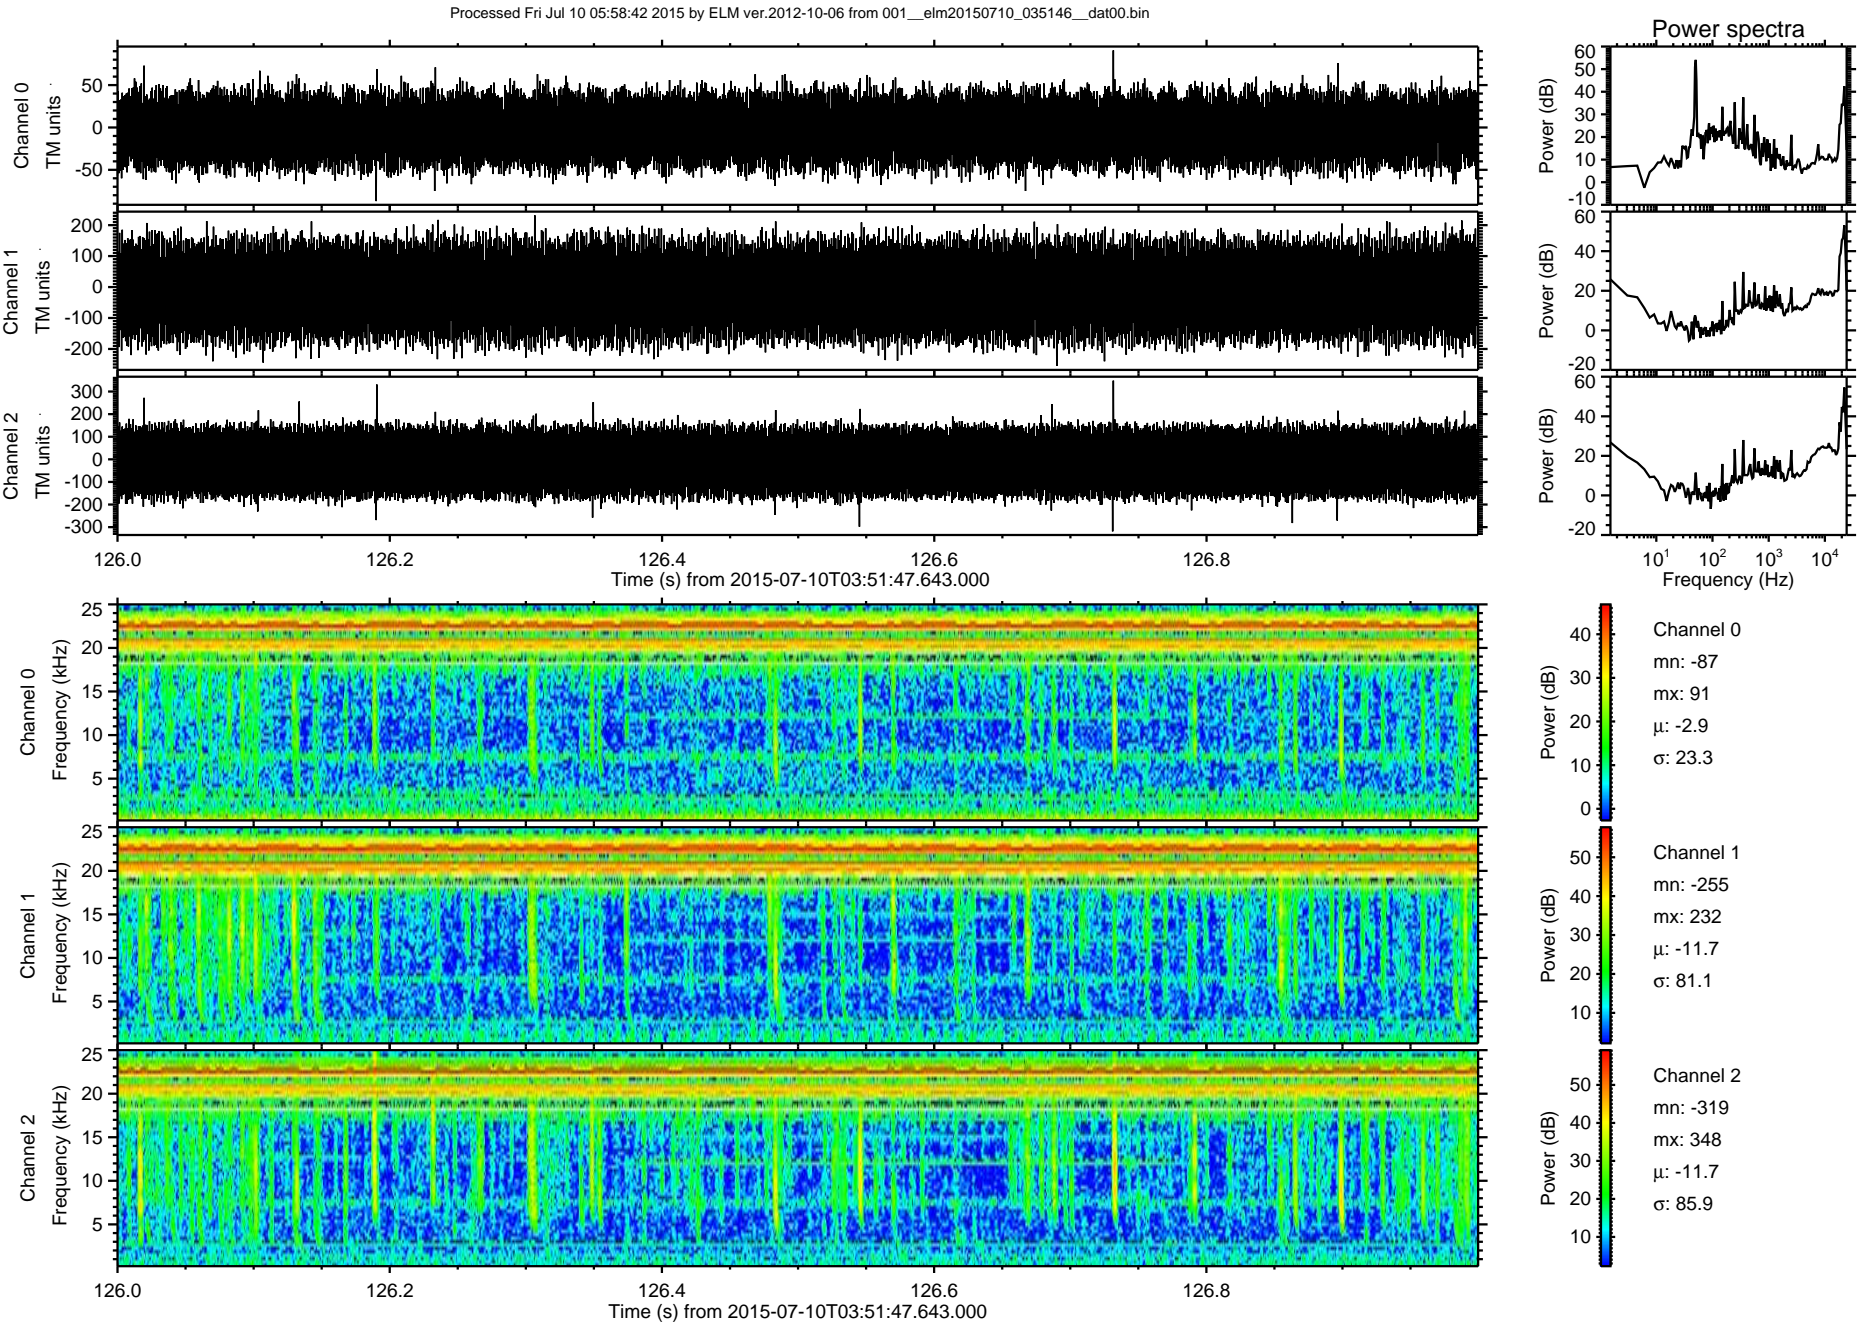 Processed Fri Jul 10 05:58:42 2015 by ELM ver.2012-10-06 from 001__elm20150710_035146__dat00.bin
Power spectra
Channel 0
TM units
50
0
-50
Power (dB)
60
50
40
30
20
10
0
-10
Channel 1
TM units
200
100
0
-100
-200
Power (dB)
60
40
20
0
-20
Channel 2
TM units
300
200
100
0
-100
-200
-300
Power (dB)
60
40
20
0
-20
126.0 126.2 126.4 126.6 126.8
Time (s) from 2015-07-10T03:51:47.643.000
10¹ 10² 10³ 10⁴
Frequency (Hz)
Channel 0
Frequency (kHz)
25
20
15
10
5
Power (dB)
40
30
20
10
0
Channel 0
mn: -87
mx: 91
μ: -2.9
σ: 23.3
Channel 1
Frequency (kHz)
25
20
15
10
5
Power (dB)
50
40
30
20
10
Channel 1
mn: -255
mx: 232
μ: -11.7
σ: 81.1
Channel 2
Frequency (kHz)
25
20
15
10
5
Power (dB)
50
40
30
20
10
Channel 2
mn: -319
mx: 348
μ: -11.7
σ: 85.9
126.0 126.2 126.4 126.6 126.8
Time (s) from 2015-07-10T03:51:47.643.000